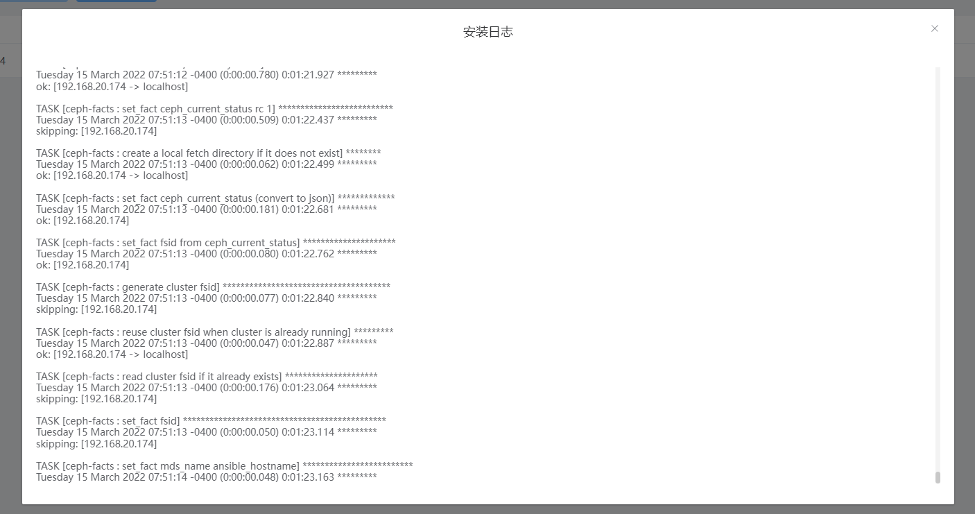 安装日志
×
4
Tuesday 15 March 2022 07:51:12 -0400 (0:00:00.780) 0:01:21.927 *********
ok: [192.168.20.174 -> localhost]
TASK [ceph-facts : set_fact ceph_current_status rc 1] **************************
Tuesday 15 March 2022 07:51:13 -0400 (0:00:00.509) 0:01:22.437 *********
skipping: [192.168.20.174]
TASK [ceph-facts : create a local fetch directory if it does not exist] ********
Tuesday 15 March 2022 07:51:13 -0400 (0:00:00.062) 0:01:22.499 *********
ok: [192.168.20.174 -> localhost]
TASK [ceph-facts : set_fact ceph_current_status (convert to json)] *************
Tuesday 15 March 2022 07:51:13 -0400 (0:00:00.181) 0:01:22.681 *********
ok: [192.168.20.174]
TASK [ceph-facts : set_fact fsid from ceph_current_status] *********************
Tuesday 15 March 2022 07:51:13 -0400 (0:00:00.080) 0:01:22.762 *********
ok: [192.168.20.174]
TASK [ceph-facts : generate cluster fsid] **************************************
Tuesday 15 March 2022 07:51:13 -0400 (0:00:00.077) 0:01:22.840 *********
skipping: [192.168.20.174]
TASK [ceph-facts : reuse cluster fsid when cluster is already running] *********
Tuesday 15 March 2022 07:51:13 -0400 (0:00:00.047) 0:01:22.887 *********
ok: [192.168.20.174 -> localhost]
TASK [ceph-facts : read cluster fsid if it already exists] *********************
Tuesday 15 March 2022 07:51:13 -0400 (0:00:00.176) 0:01:23.064 *********
skipping: [192.168.20.174]
TASK [ceph-facts : set_fact fsid] **********************************************
Tuesday 15 March 2022 07:51:13 -0400 (0:00:00.050) 0:01:23.114 *********
skipping: [192.168.20.174]
TASK [ceph-facts : set_fact mds_name ansible_hostname] *************************
Tuesday 15 March 2022 07:51:14 -0400 (0:00:00.048) 0:01:23.163 *********